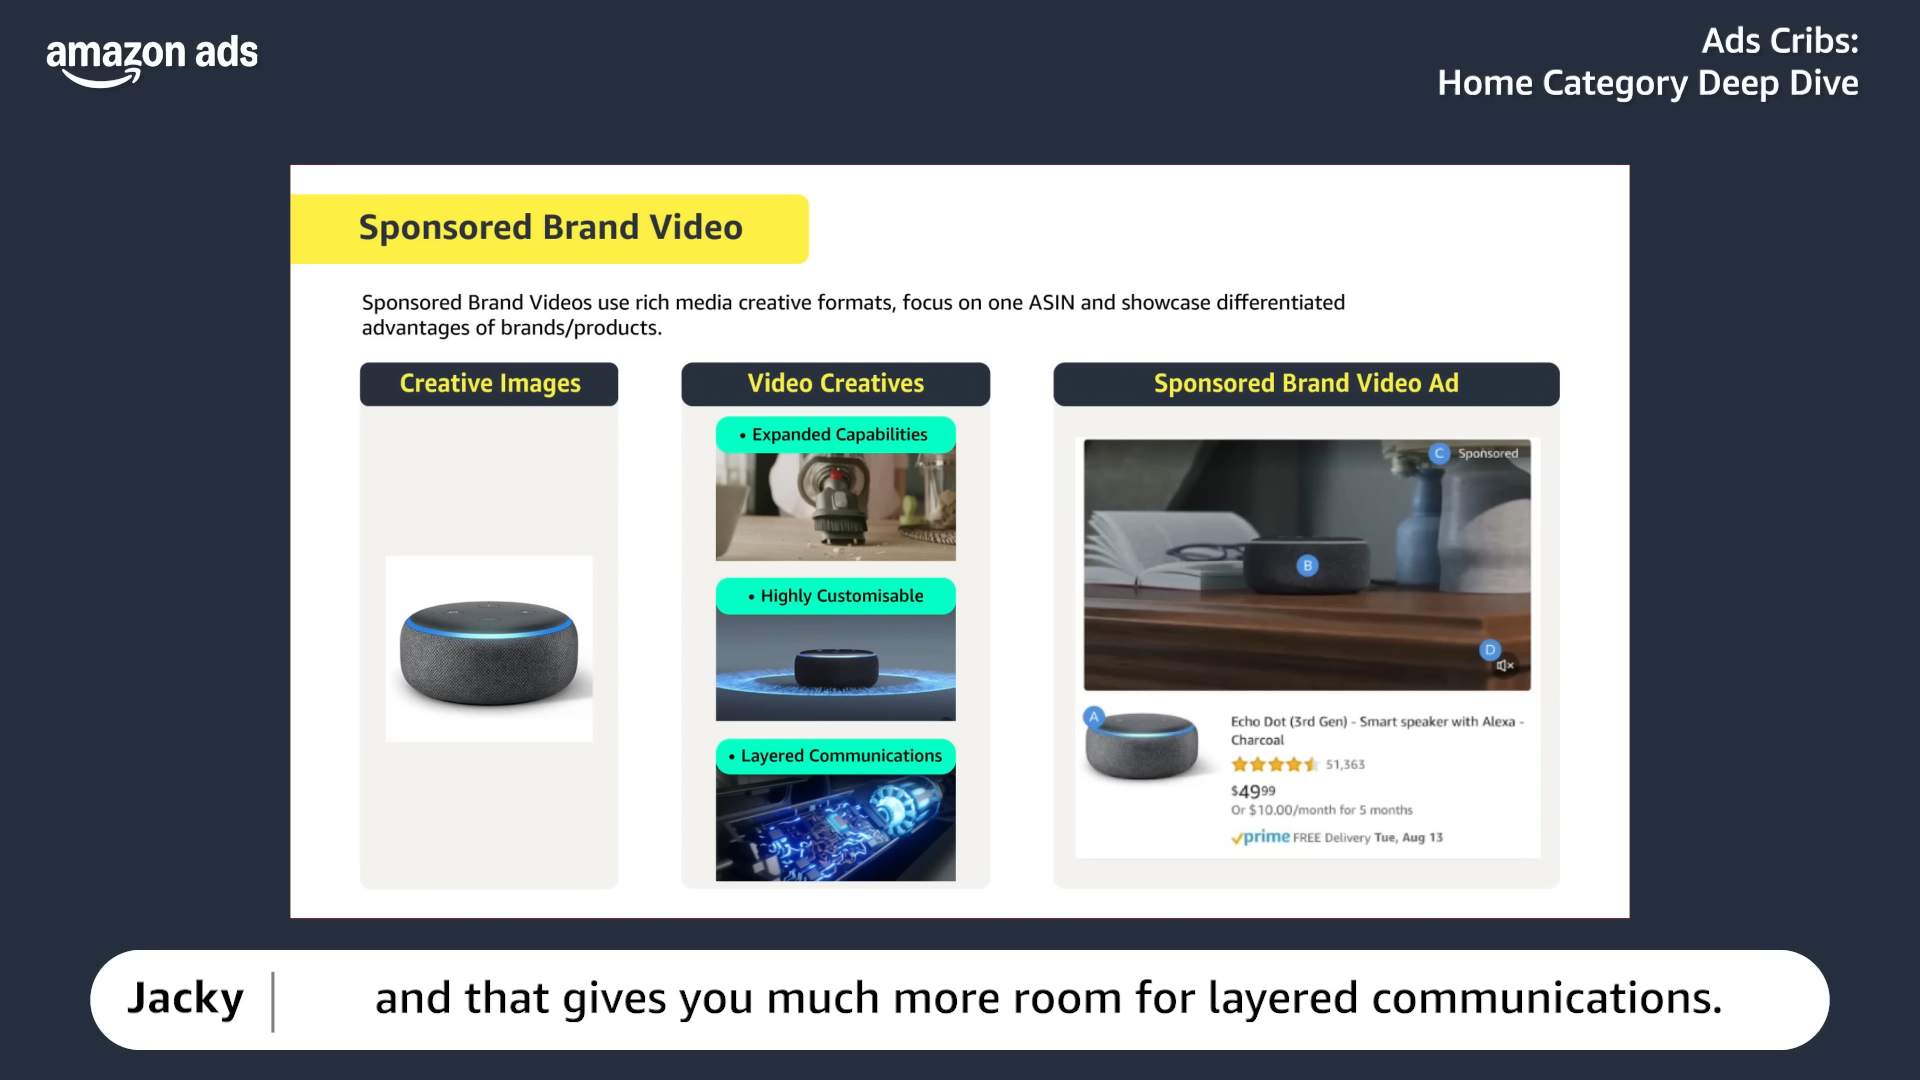 amazon ads
Ads Cribs:
Home Category Deep Dive
Sponsored Brand Video
Sponsored Brand Videos use rich media creative formats, focus on one ASIN and showcase differentiated
advantages of brands/products.
Creative Images
Video Creatives
• Expanded Capabilities
• Highly Customisable
• Layered Communications
Sponsored Brand Video Ad
C Sponsored
B
D
A
Echo Dot (3rd Gen) - Smart speaker with Alexa -
Charcoal
51,363
$4999
Or $10.00/month for 5 months
prime FREE Delivery Tue, Aug 13
Jacky
and that gives you much more room for layered communications.